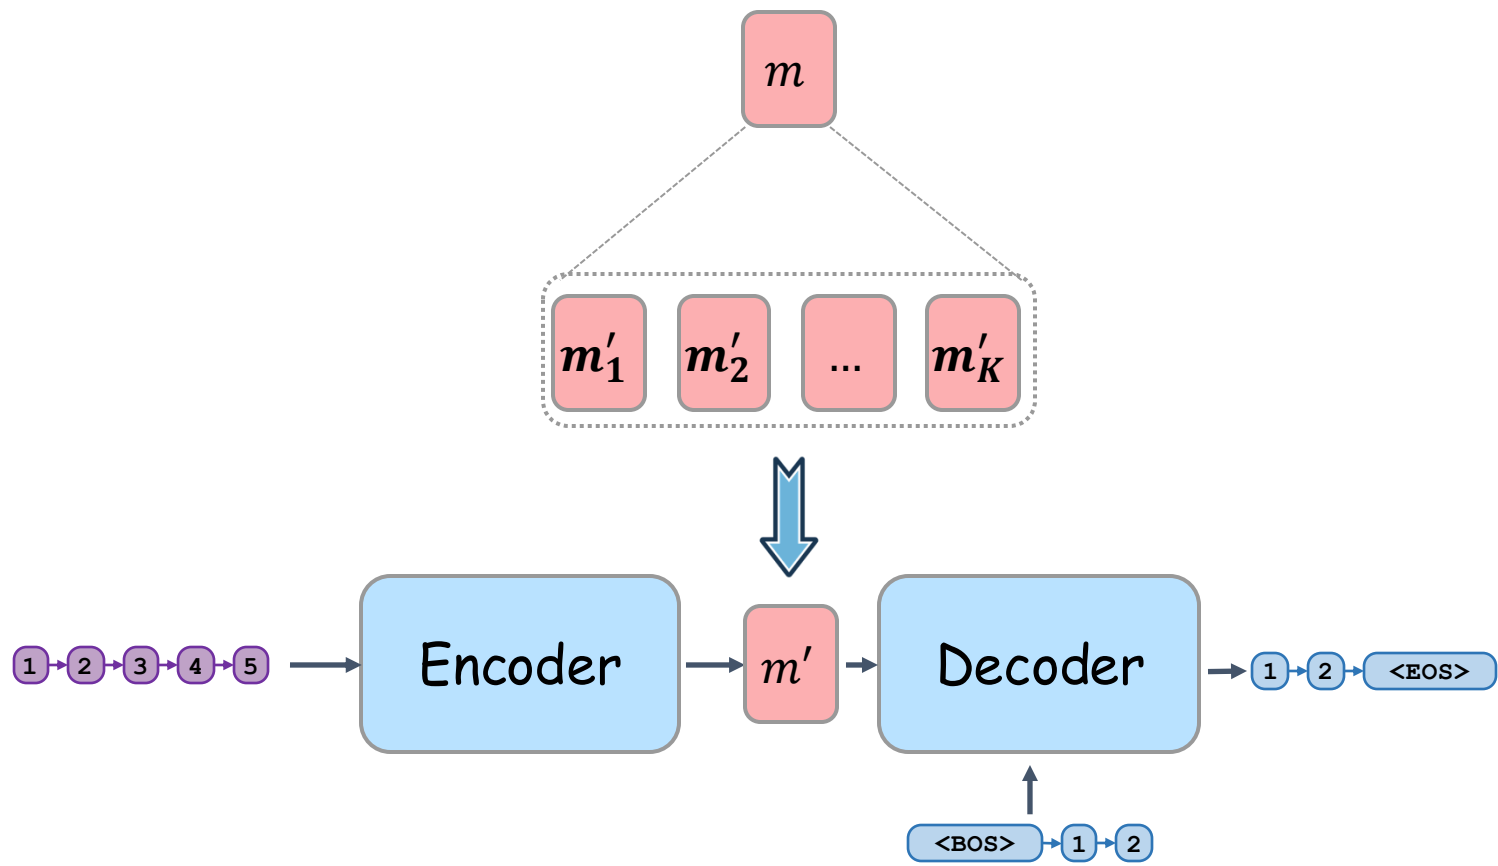 m
m′1 m′2 ... m′K
1 2 3 4 5 Encoder m′ Decoder 1 2 <EOS>
<BOS> 1 2